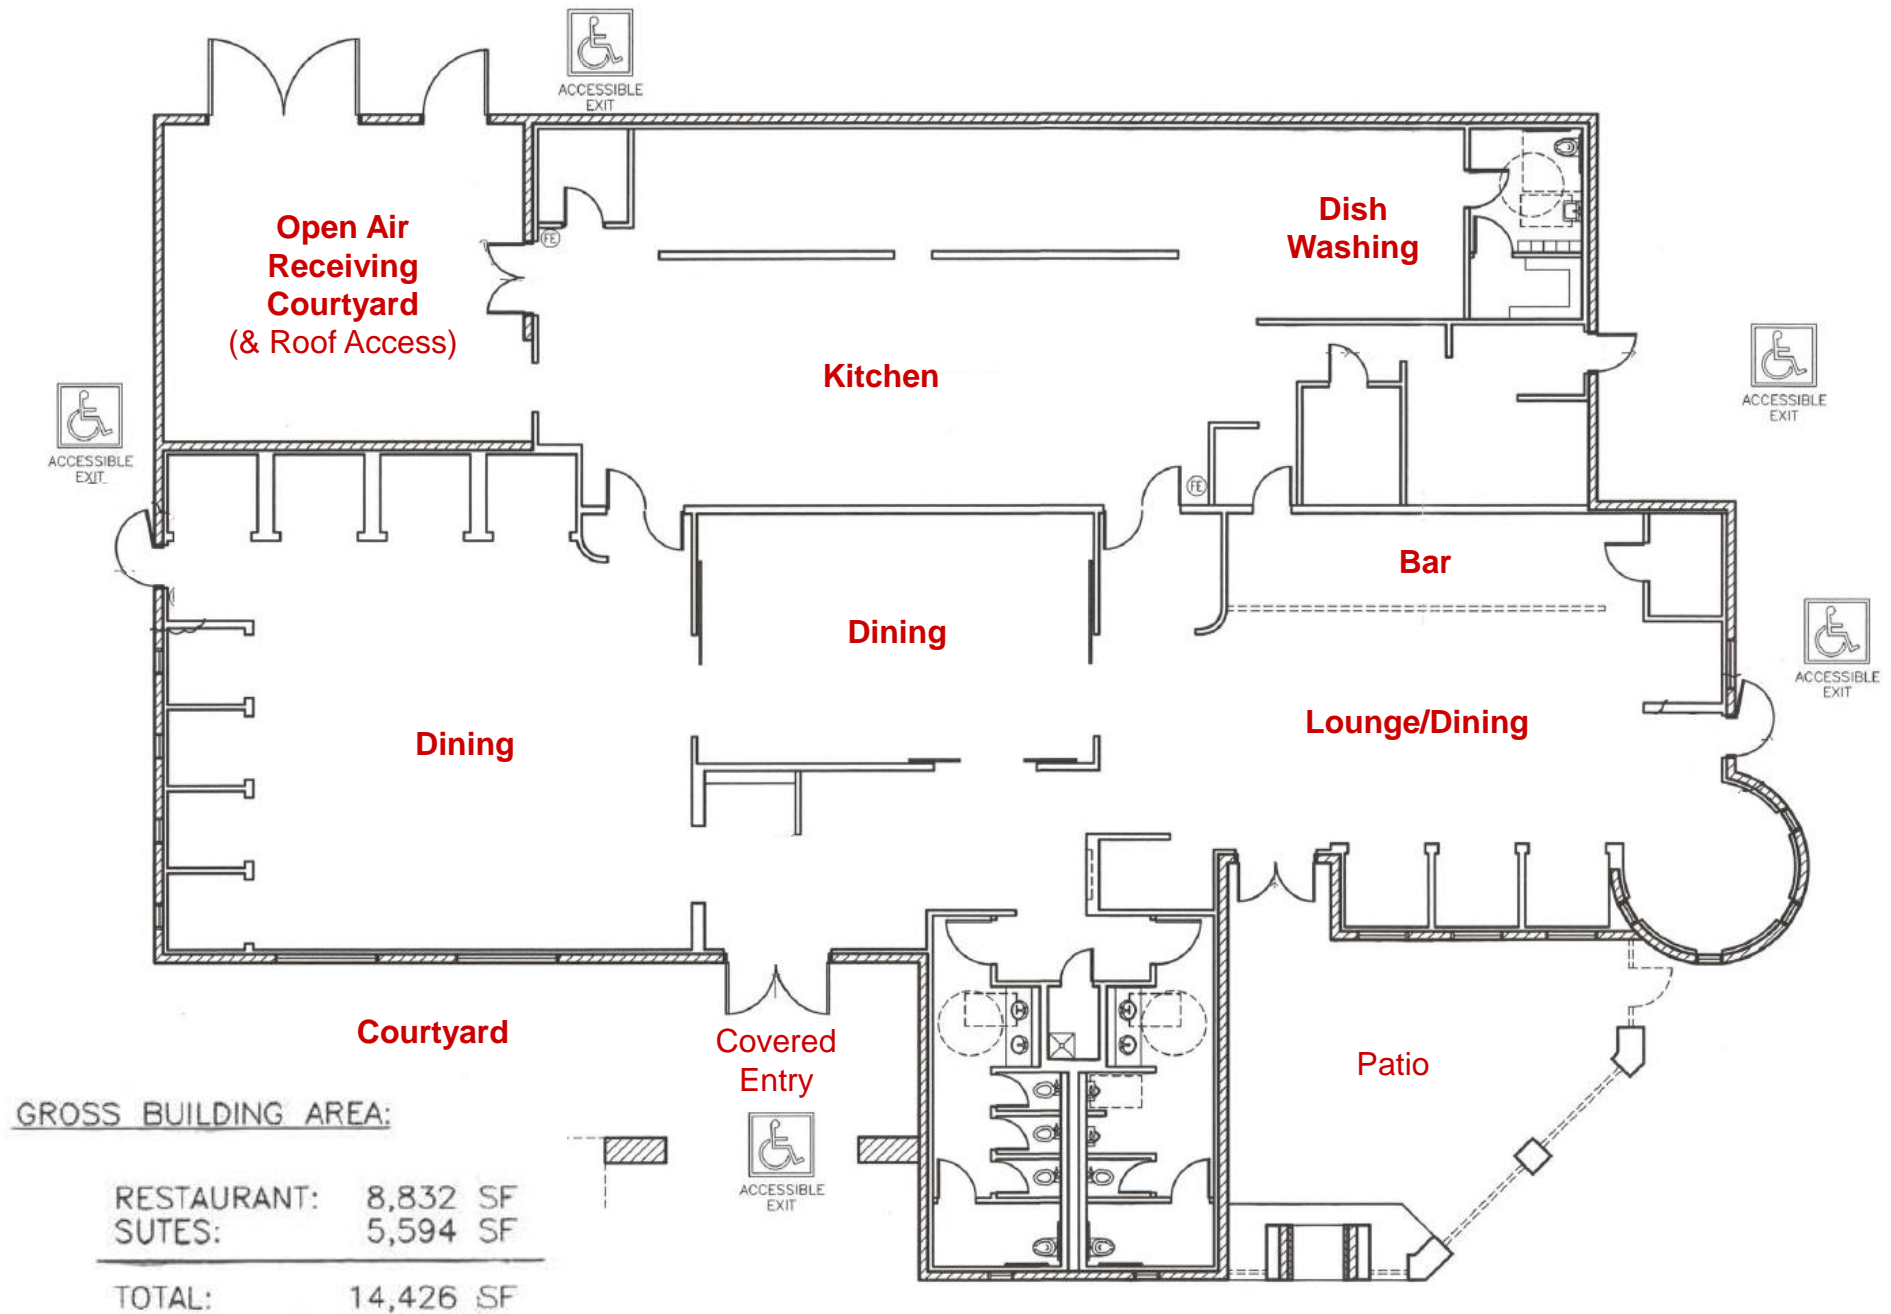 ACCESSIBLE
EXIT
Open Air
Receiving
Courtyard
(& Roof Access)
FE
Dish
Washing
Kitchen
ACCESSIBLE
EXIT
ACCESSIBLE
EXIT
FE
Bar
Dining
ACCESSIBLE
EXIT
Lounge/Dining
Dining
Courtyard
Covered
Entry
Patio
ACCESSIBLE
EXIT
GROSS BUILDING AREA:
RESTAURANT: 8,832 SF
SUTES: 5,594 SF
TOTAL: 14,426 SF